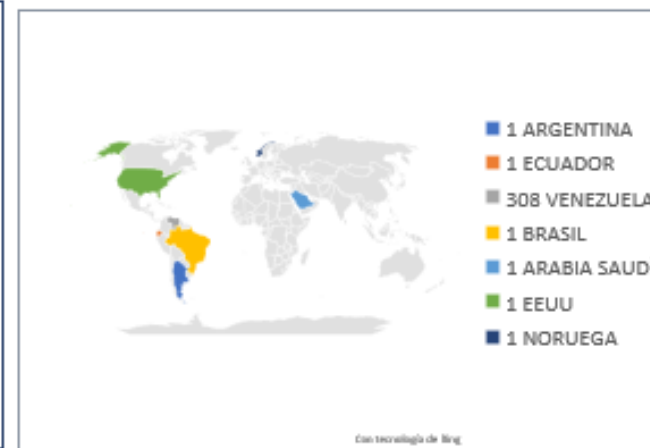 1 ARGENTINA
1 ECUADOR
308 VENEZUELA
1 BRASIL
1 ARABIA SAUD
1 EEUU
1 NORUEGA
Con tecnología de Bing